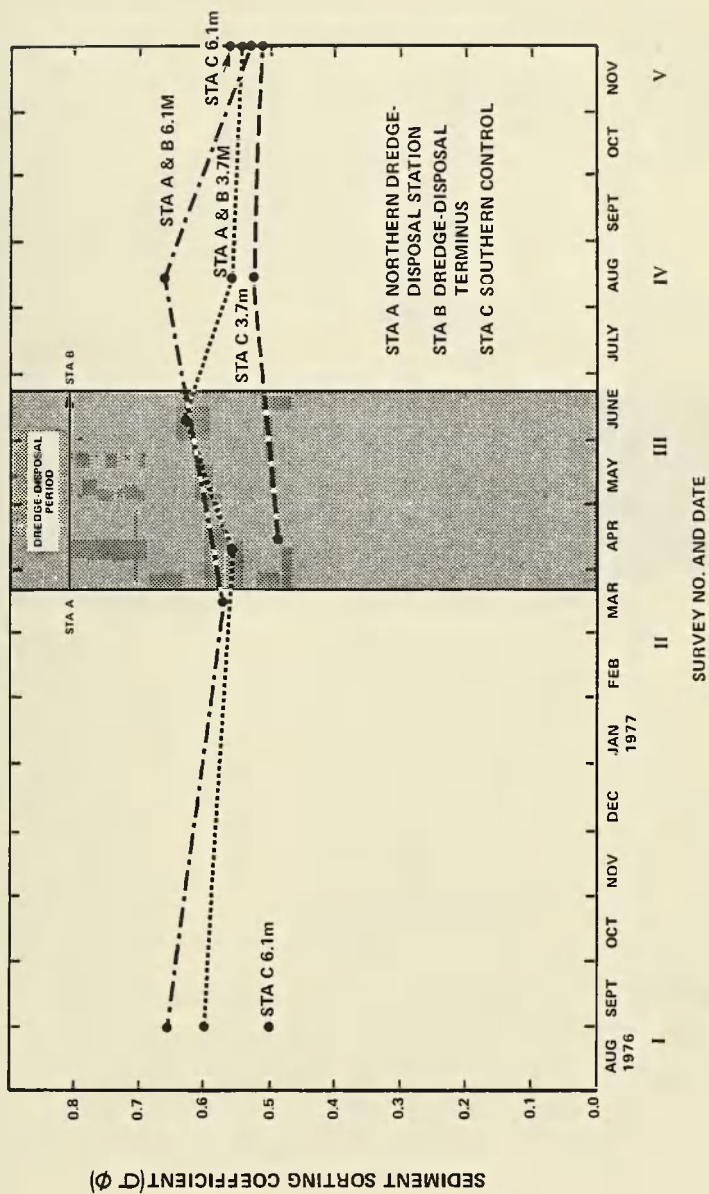 SEDIMENT SORTING COEFFICIENT(σ φ)
0.8
0.7
0.6
0.5
0.4
0.3
0.2
0.1
0.0
STA A
STA B
DREDGE-DISPOSAL
PERIOD
STA C 6.1m
STA A & B 6.1M
STA A & B 3.7M
STA C 3.7m
STA C 6.1m
STA A NORTHERN DREDGE-
DISPOSAL STATION
STA B DREDGE-DISPOSAL
TERMINUS
STA C SOUTHERN CONTROL
AUG SEPT OCT NOV DEC JAN FEB MAR APR MAY JUNE JULY AUG SEPT OCT NOV
1976 1977
I II III IV V
SURVEY NO. AND DATE